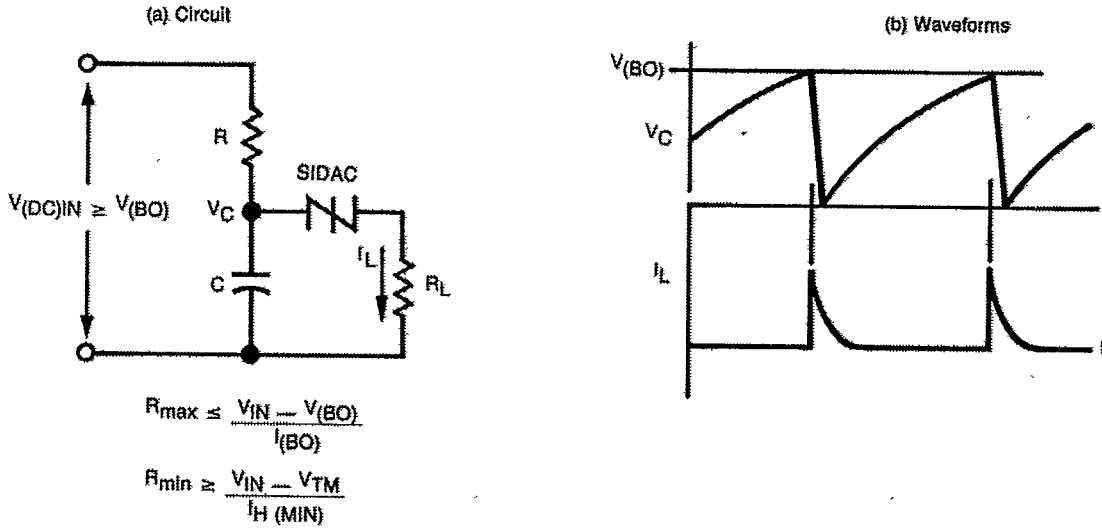 (a) Circuit
R
SIDAC
V(DC)IN ≥ V(BO)
VC
IL
C
RL
Rmax ≤ VIN — V(BO)
I(BO)
Rmin ≥ VIN — VTM
IH (MIN)
(b) Waveforms
V(BO)
VC
IL
t